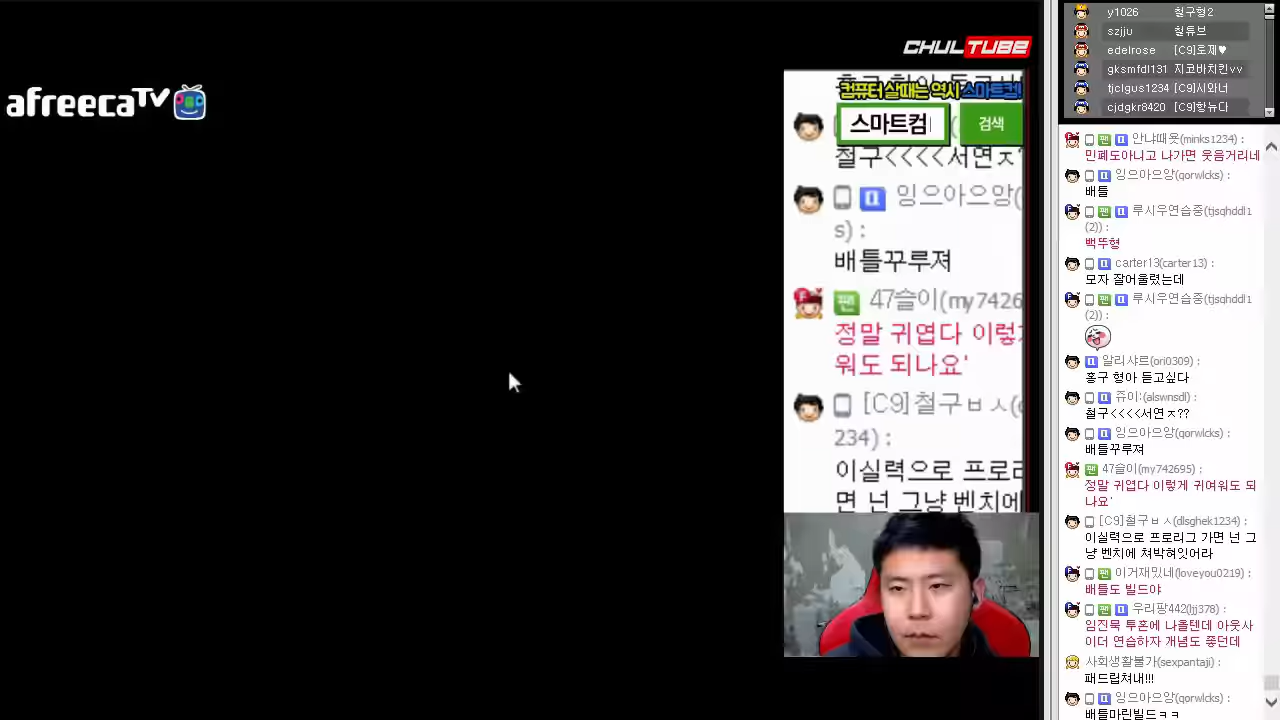 CHULTUBE
afreecaTV
컴퓨터 살때는 역시 스마트컴!
스마트컴
검색
철구<<<<서연ㅈ?
잉으아으앙(
s) :
배틀꾸루져
47슬이(my7426
정말 귀엽다 이렇게
워도 되나요'
[C9]철구ㅂㅅ(
234) :
이실력으로 프로리
면 넌 그냥 벤치에
y1026 철구형2
szjju 철튜브
edelrose [C9]로제♥
gksmfdl131 지코바치킨vv
tjclgus1235 [C9]시와너
cjdgkr8420 [C9]항뉴다
안냐때욧(minks1234) :
민폐도아니고 나가면 웃음거리네
잉으아으앙(qorwlcks) :
배틀
루시우연습중(tjsqhddl1
(2)) :
백뚜형
carter13(carter13) :
모자 잘어울렸는데
루시우연습중(tjsqhddl1
(2)) :
알리샤르(ori0309) :
홍구 형아 듣고싶다
쥬이:(alswnsdl) :
철구<<<<서연ㅈ??
잉으아으앙(qorwlcks) :
배틀꾸루져
47슬이(my742695) :
정말 귀엽다 이렇게 귀여워도 되
나요'
[C9]철구ㅂㅅ(dlsghek1234) :
이실력으로 프로리그 가면 넌 그
냥 벤치에 쳐박혀잇어라
이거재밌네(loveyou0219) :
배틀도 빌드야
우리팡442(ljj378) :
임진묵 투혼에 나올텐데 아웃사
이더 연습하자 개념도 좋던데
사회생활불가(sexpantaji) :
패드립쳐내!!!
잉으아으앙(qorwlcks) :
배틀마린빌드ㅋㅋ